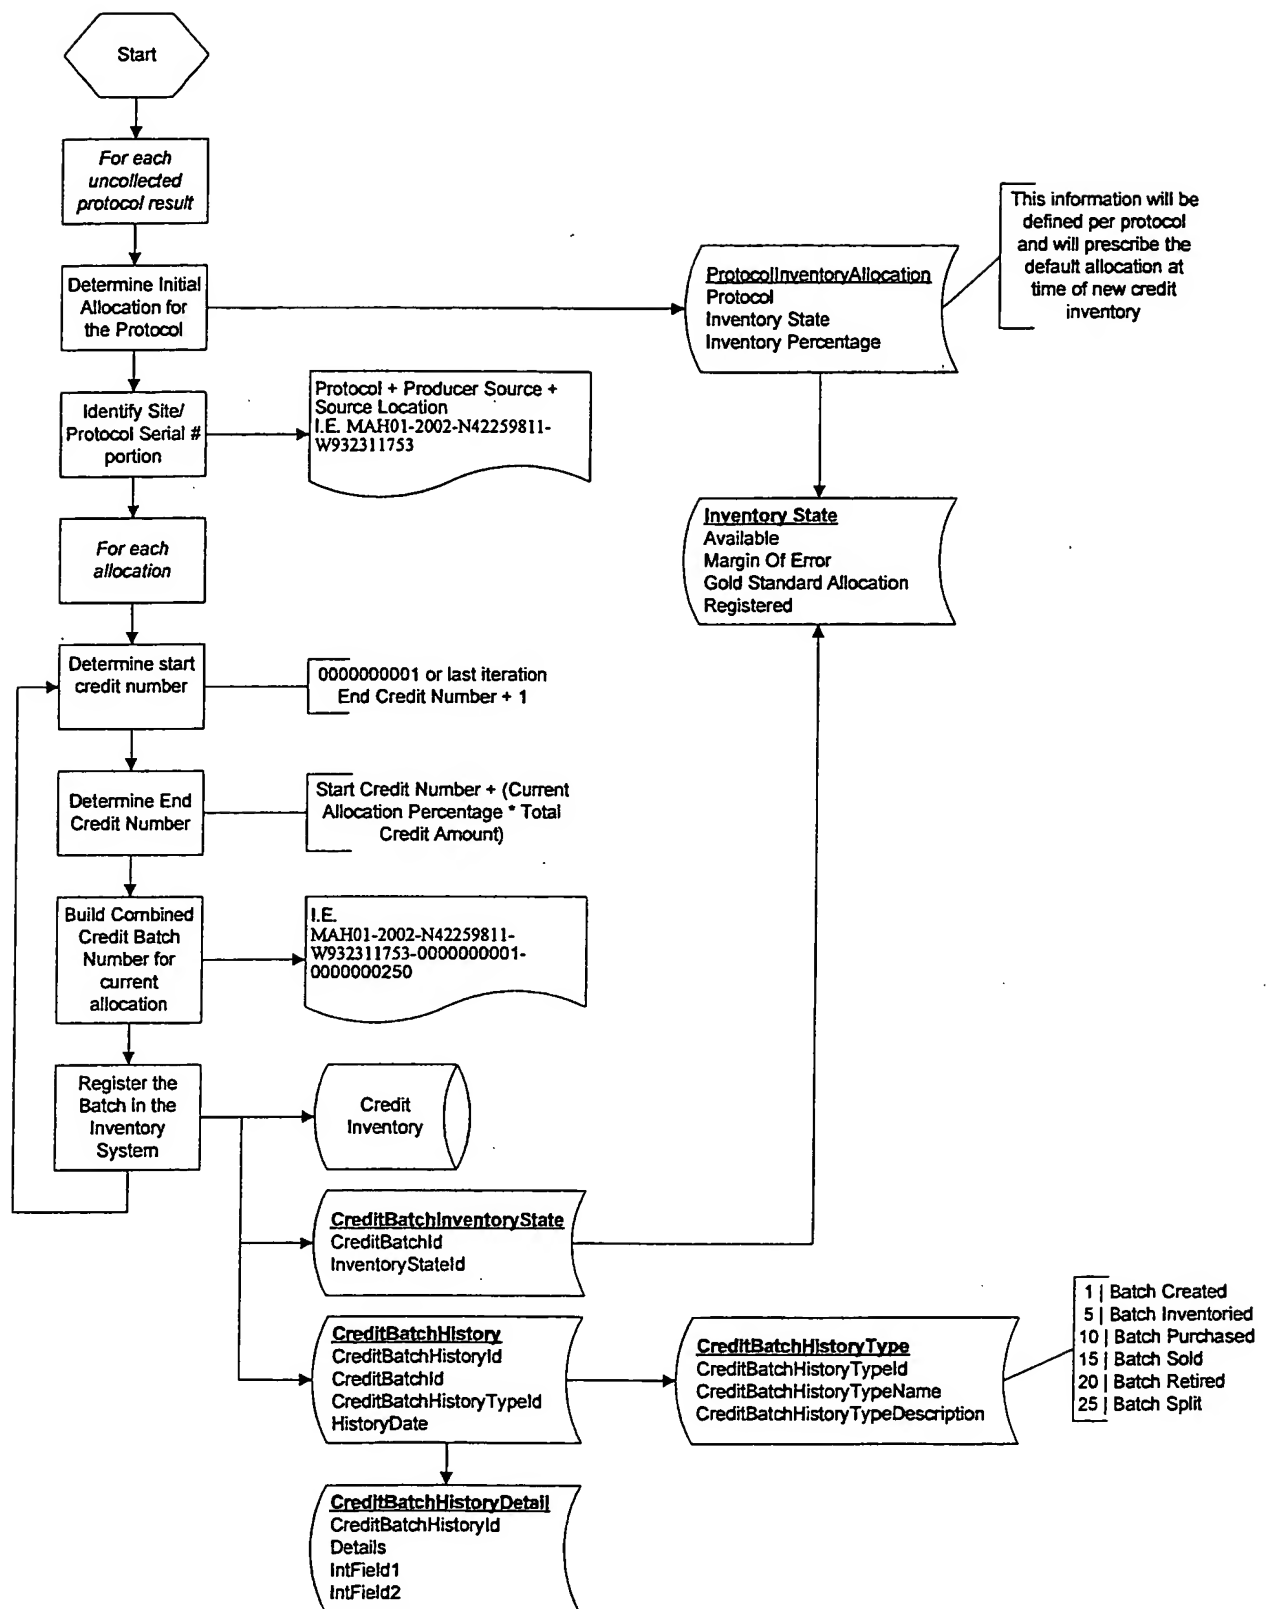 Start
For each
uncollected
protocol result
This information will be
defined per protocol
and will prescribe the
default allocation at
time of new credit
inventory
Determine Initial
Allocation for
the Protocol
ProtocolInventoryAllocation
Protocol
Inventory State
Inventory Percentage
Identify Site/
Protocol Serial #
portion
Protocol + Producer Source +
Source Location
I.E. MAH01-2002-N42259811-
W932311753
For each
allocation
Inventory State
Available
Margin Of Error
Gold Standard Allocation
Registered
Determine start
credit number
0000000001 or last iteration
End Credit Number + 1
Determine End
Credit Number
Start Credit Number + (Current
Allocation Percentage * Total
Credit Amount)
Build Combined
Credit Batch
Number for
current
allocation
I.E.
MAH01-2002-N42259811-
W932311753-0000000001-
0000000250
Register the
Batch in the
Inventory
System
Credit
Inventory
CreditBatchInventoryState
CreditBatchId
InventoryStateId
CreditBatchHistory
CreditBatchHistoryId
CreditBatchId
CreditBatchHistoryTypeId
HistoryDate
CreditBatchHistoryType
CreditBatchHistoryTypeId
CreditBatchHistoryTypeName
CreditBatchHistoryTypeDescription
1 | Batch Created
5 | Batch Inventoried
10 | Batch Purchased
15 | Batch Sold
20 | Batch Retired
25 | Batch Split
CreditBatchHistoryDetail
CreditBatchHistoryId
Details
IntField1
IntField2